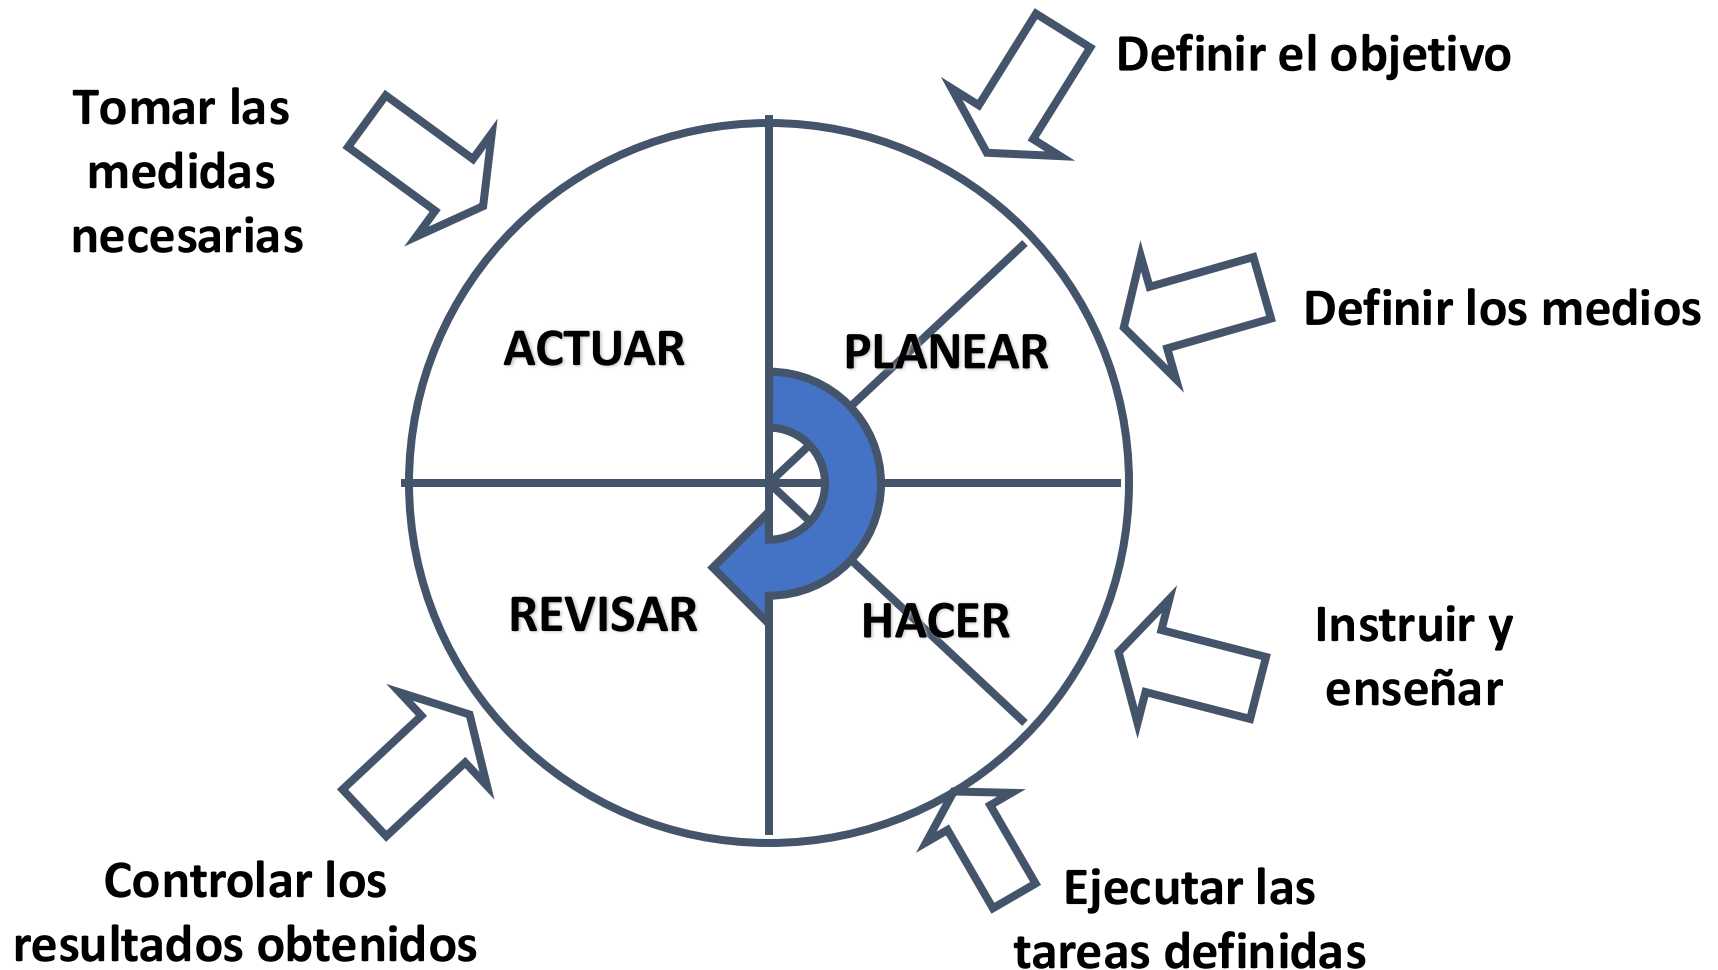 Definir el objetivo
Tomar las
medidas
necesarias
Definir los medios
ACTUAR
PLANEAR
REVISAR
HACER
Instruir y
enseñar
Controlar los
resultados obtenidos
Ejecutar las
tareas definidas